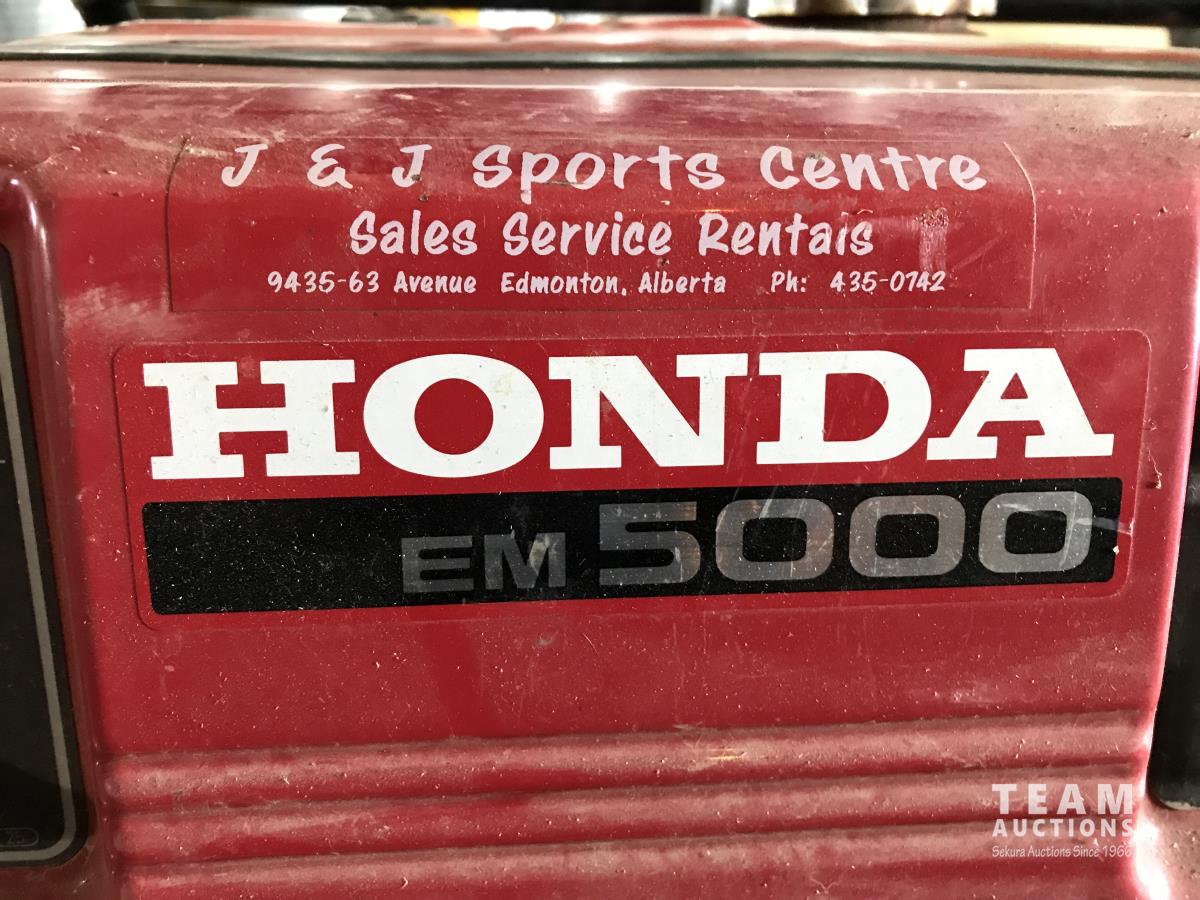 J & J Sports Centre
Sales Service Rentals
9435-63 Avenue Edmonton, Alberta Ph: 435-0742
HONDA
EM 5000
25
TEAM
AUCTIONS
Sekura Auctions Since 1966